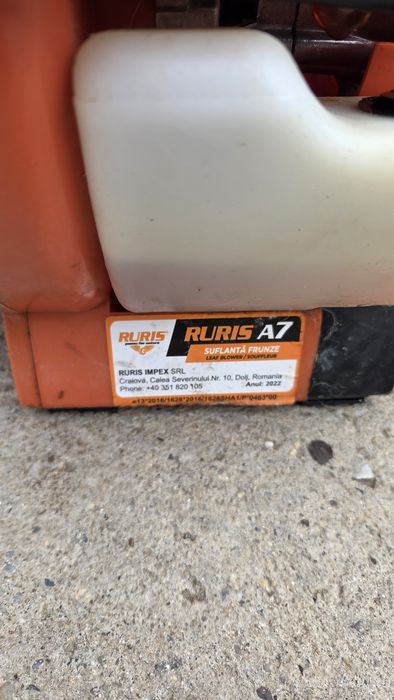 RURIS
RURIS A7
SUFLANTĂ FRUNZE
LEAF BLOWER / SOUFFLEUR
RURIS IMPEX SRL
Craiova, Calea Severinului Nr. 10, Dolj, Romania
Phone: +40 351 820 105
Anul: 2022